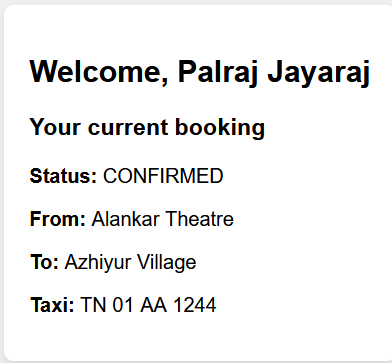 Welcome, Palraj Jayaraj
Your current booking
Status: CONFIRMED
From: Alankar Theatre
To: Azhiyur Village
Taxi: TN 01 AA 1244